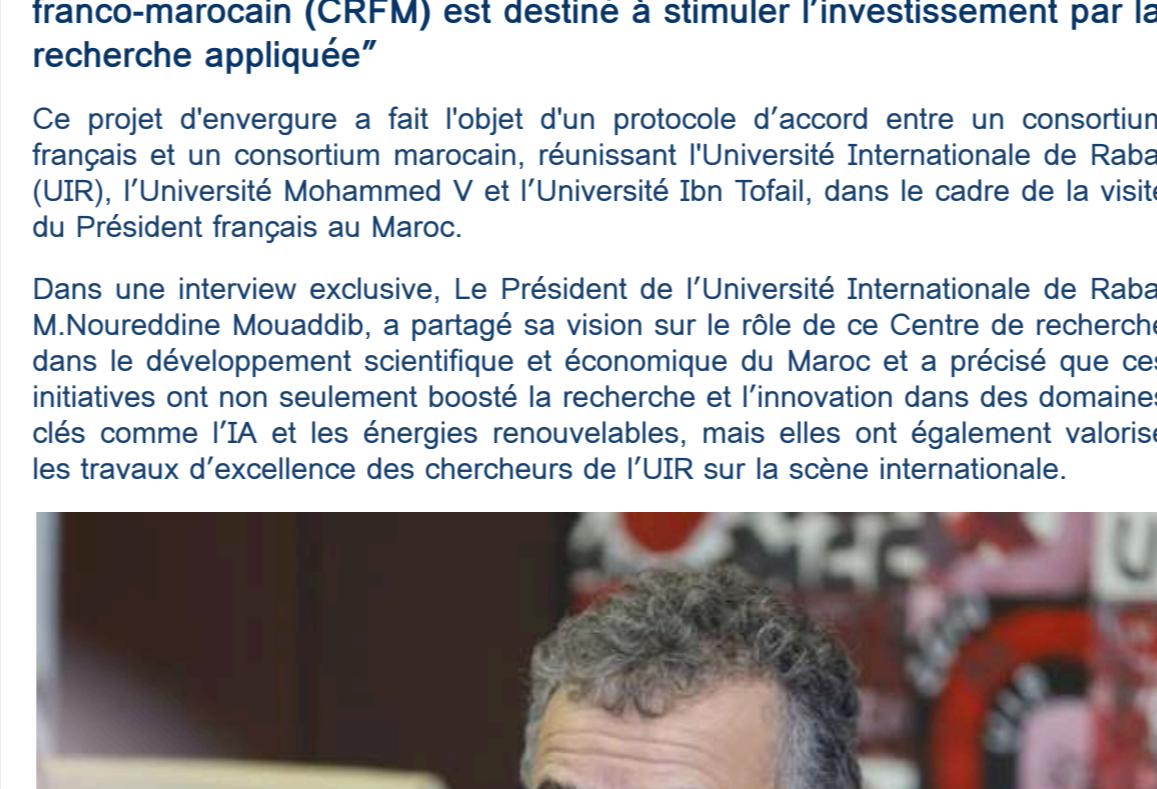 franco-marocain (CRFM) est destiné à stimuler l’investissement par la
recherche appliquée”
Ce projet d'envergure a fait l'objet d'un protocole d’accord entre un consortium
français et un consortium marocain, réunissant l'Université Internationale de Raba
(UIR), l’Université Mohammed V et l’Université Ibn Tofail, dans le cadre de la visite
du Président français au Maroc.
Dans une interview exclusive, Le Président de l’Université Internationale de Raba
M.Noureddine Mouaddib, a partagé sa vision sur le rôle de ce Centre de recherche
dans le développement scientifique et économique du Maroc et a précisé que ces
initiatives ont non seulement boosté la recherche et l’innovation dans des domaines
clés comme l’IA et les énergies renouvelables, mais elles ont également valorisé
les travaux d’excellence des chercheurs de l’UIR sur la scène internationale.